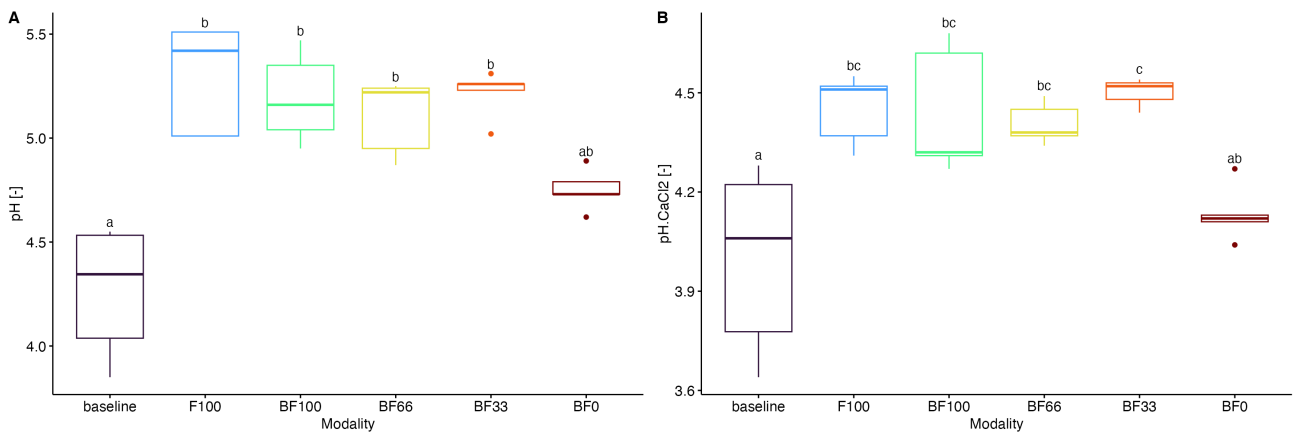 A
pH [-]
5.5
5.0
4.5
4.0
a
b
b
b
b
ab
baseline
F100
BF100
BF66
BF33
BF0
Modality
B
pH.CaCl2 [-]
4.5
4.2
3.9
3.6
a
bc
bc
bc
c
ab
baseline
F100
BF100
BF66
BF33
BF0
Modality